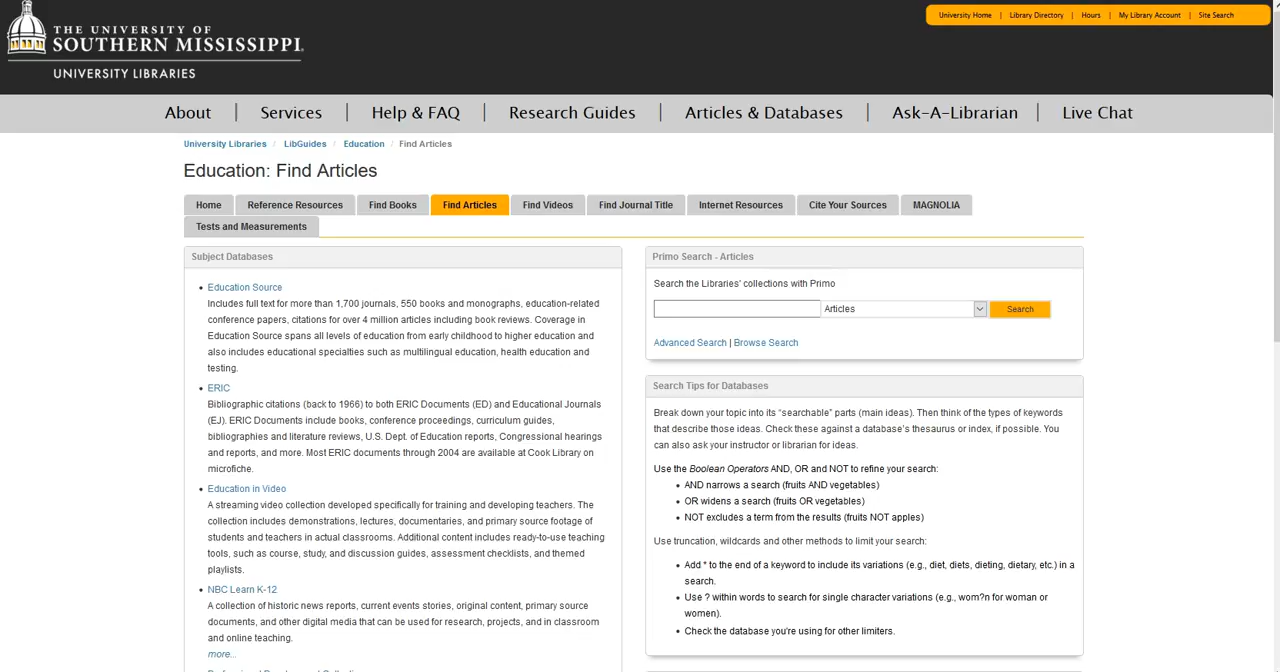 THE UNIVERSITY OF
SOUTHERN MISSISSIPPI.
UNIVERSITY LIBRARIES
University Home | Library Directory | Hours | My Library Account | Site Search
About | Services | Help & FAQ | Research Guides | Articles & Databases | Ask-A-Librarian | Live Chat
University Libraries / LibGuides / Education / Find Articles
Education: Find Articles
Home Reference Resources Find Books Find Articles Find Videos Find Journal Title Internet Resources Cite Your Sources MAGNOLIA
Tests and Measurements
Subject Databases
• Education Source
Includes full text for more than 1,700 journals, 550 books and monographs, education-related
conference papers, citations for over 4 million articles including book reviews. Coverage in
Education Source spans all levels of education from early childhood to higher education and
also includes educational specialties such as multilingual education, health education and
testing.
• ERIC
Bibliographic citations (back to 1966) to both ERIC Documents (ED) and Educational Journals
(EJ). ERIC Documents include books, conference proceedings, curriculum guides,
bibliographies and literature reviews, U.S. Dept. of Education reports, Congressional hearings
and reports, and more. Most ERIC documents through 2004 are available at Cook Library on
microfiche.
• Education in Video
A streaming video collection developed specifically for training and developing teachers. The
collection includes demonstrations, lectures, documentaries, and primary source footage of
students and teachers in actual classrooms. Additional content includes ready-to-use teaching
tools, such as course, study, and discussion guides, assessment checklists, and themed
playlists.
• NBC Learn K-12
A collection of historic news reports, current events stories, original content, primary source
documents, and other digital media that can be used for research, projects, and in classroom
and online teaching.
more...
Primo Search - Articles
Search the Libraries' collections with Primo
Articles Search
Advanced Search | Browse Search
Search Tips for Databases
Break down your topic into its “searchable” parts (main ideas). Then think of the types of keywords
that describe those ideas. Check these against a database's thesaurus or index, if possible. You
can also ask your instructor or librarian for ideas.
Use the Boolean Operators AND, OR and NOT to refine your search:
• AND narrows a search (fruits AND vegetables)
• OR widens a search (fruits OR vegetables)
• NOT excludes a term from the results (fruits NOT apples)
Use truncation, wildcards and other methods to limit your search:
• Add * to the end of a keyword to include its variations (e.g., diet, diets, dieting, dietary, etc.) in a
search.
• Use ? within words to search for single character variations (e.g., wom?n for woman or
women).
• Check the database you're using for other limiters.